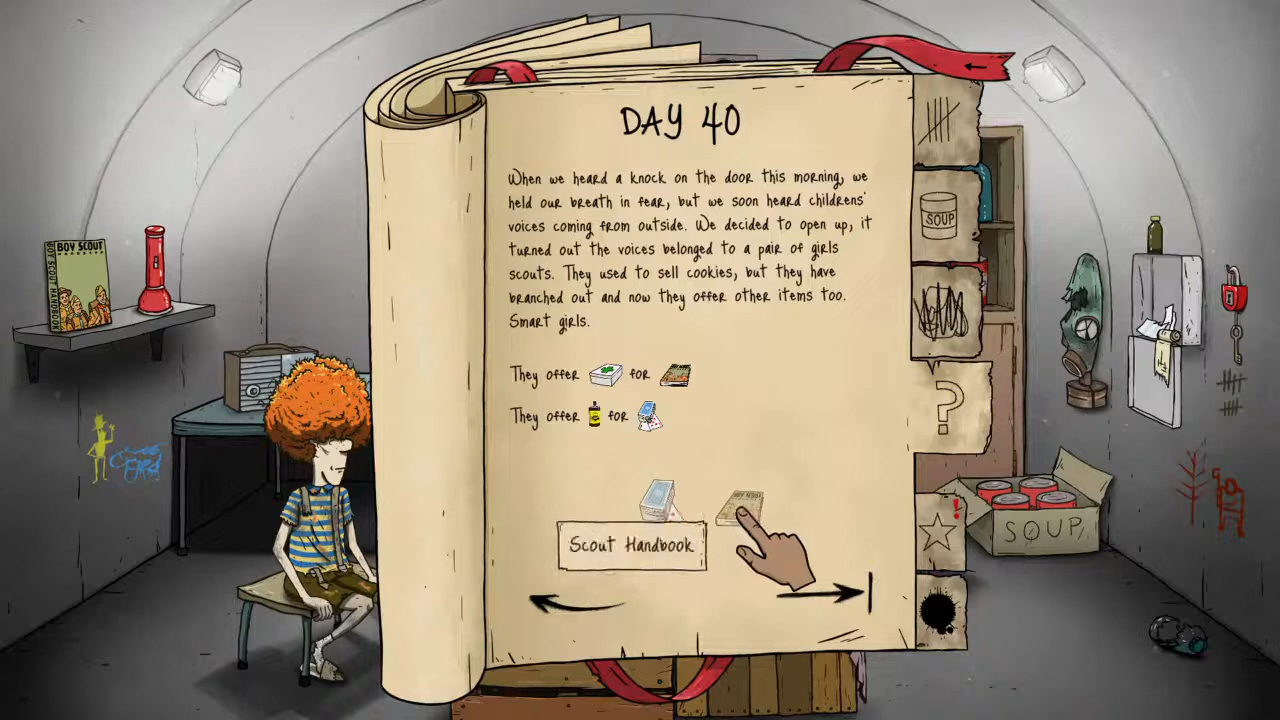 DAY 40
When we heard a knock on the door this morning, we
held our breath in fear, but we soon heard childrens'
voices coming from outside. We decided to open up, it
turned out the voices belonged to a pair of girls
scouts. They used to sell cookies, but they have
branched out and now they offer other items too.
Smart girls.
They offer for
They offer for
Scout Handbook
SOUP
?
!
BOY SCOUT
BOY SCOUT HANDBOOK
SOUP